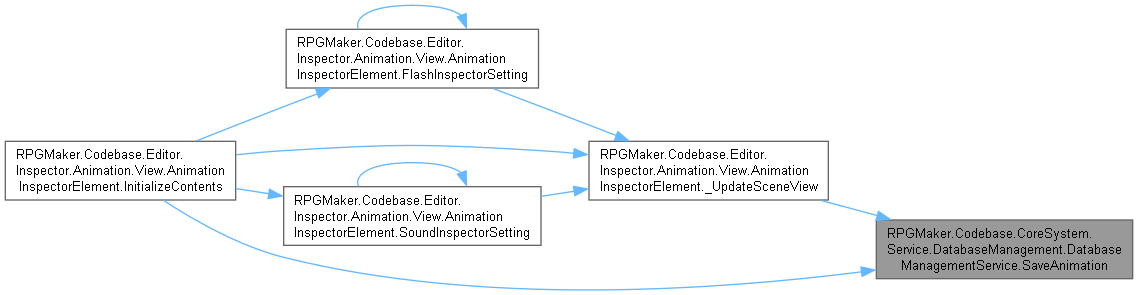 RPGMaker.Codebase.Editor.
Inspector.Animation.View.Animation
InspectorElement.FlashInspectorSetting
RPGMaker.Codebase.Editor.
Inspector.Animation.View.Animation
InspectorElement.InitializeContents
RPGMaker.Codebase.Editor.
Inspector.Animation.View.Animation
InspectorElement._UpdateSceneView
RPGMaker.Codebase.Editor.
Inspector.Animation.View.Animation
InspectorElement.SoundInspectorSetting
RPGMaker.Codebase.CoreSystem.
Service.DatabaseManagement.Database
ManagementService.SaveAnimation